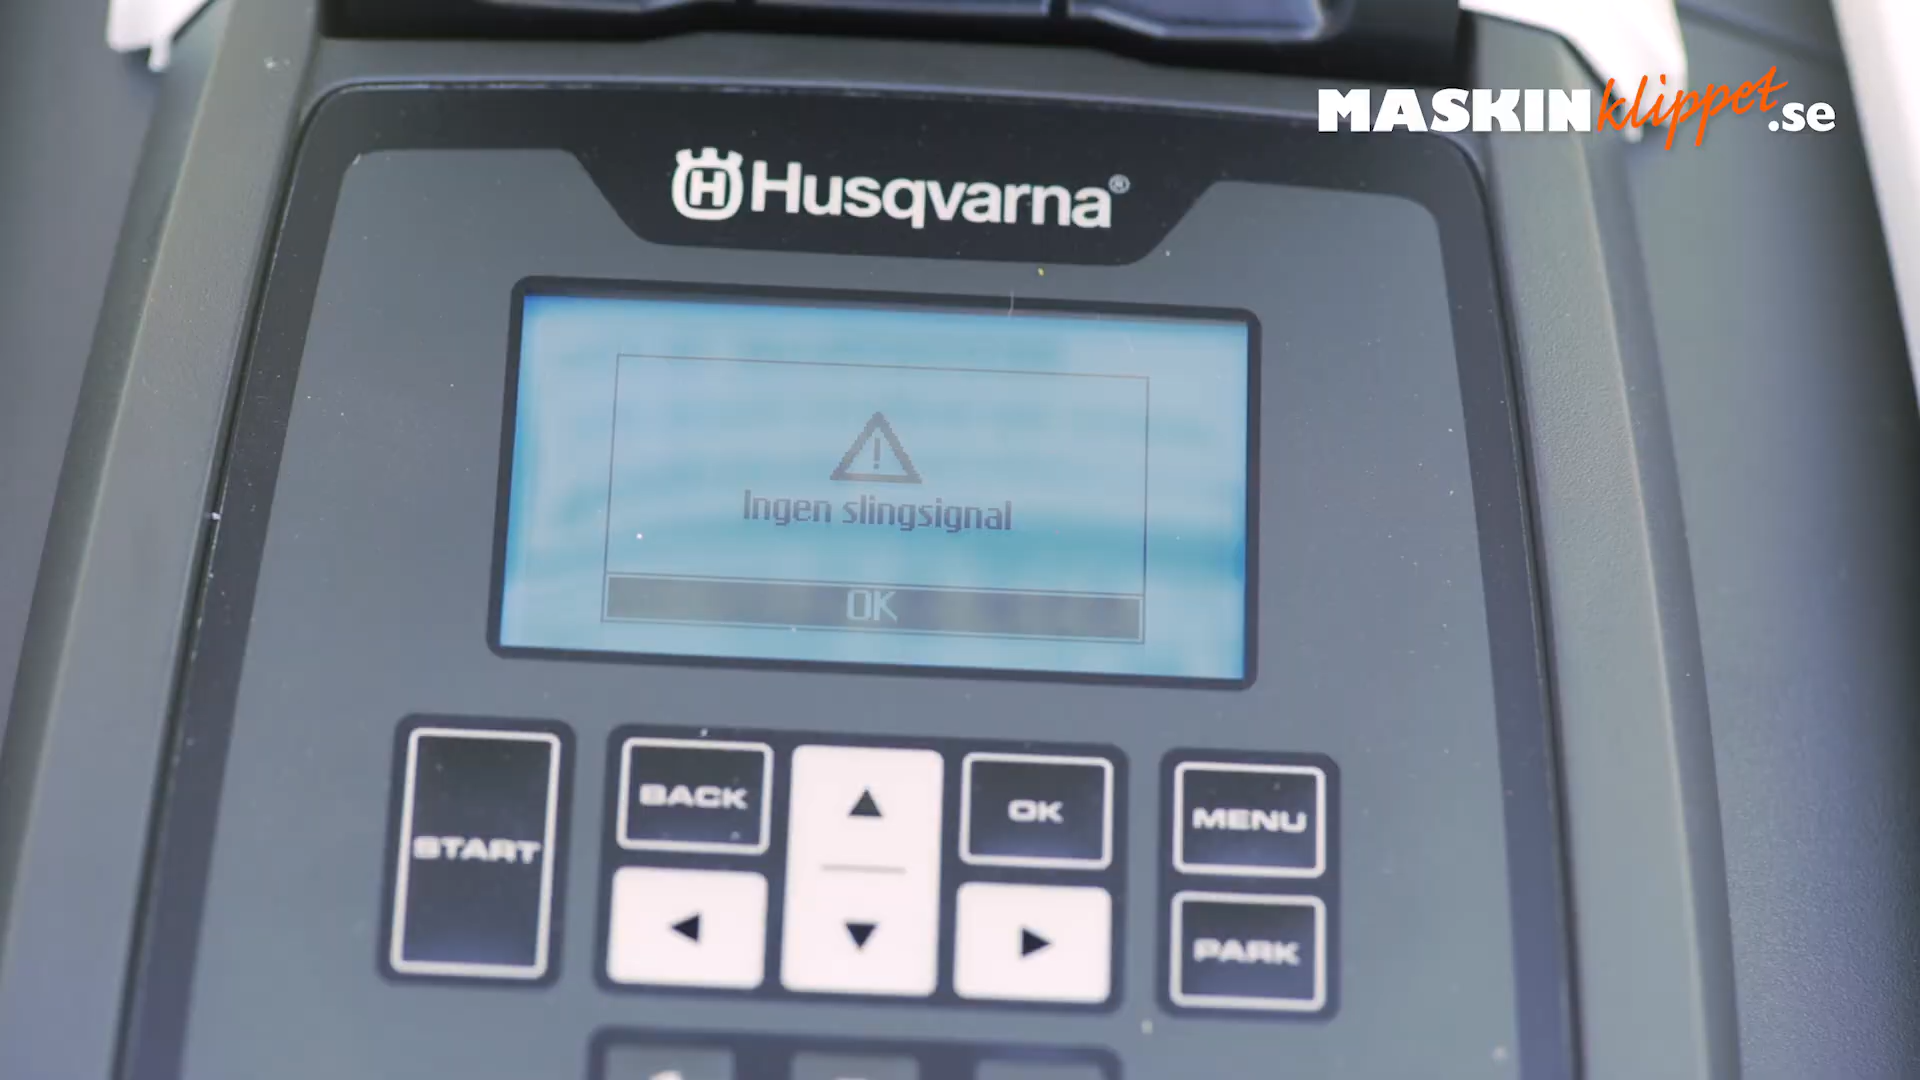 MASKINklippet.se
Husqvarna®
Ingen slingsignal
OK
START
BACK
OK
MENU
PARK